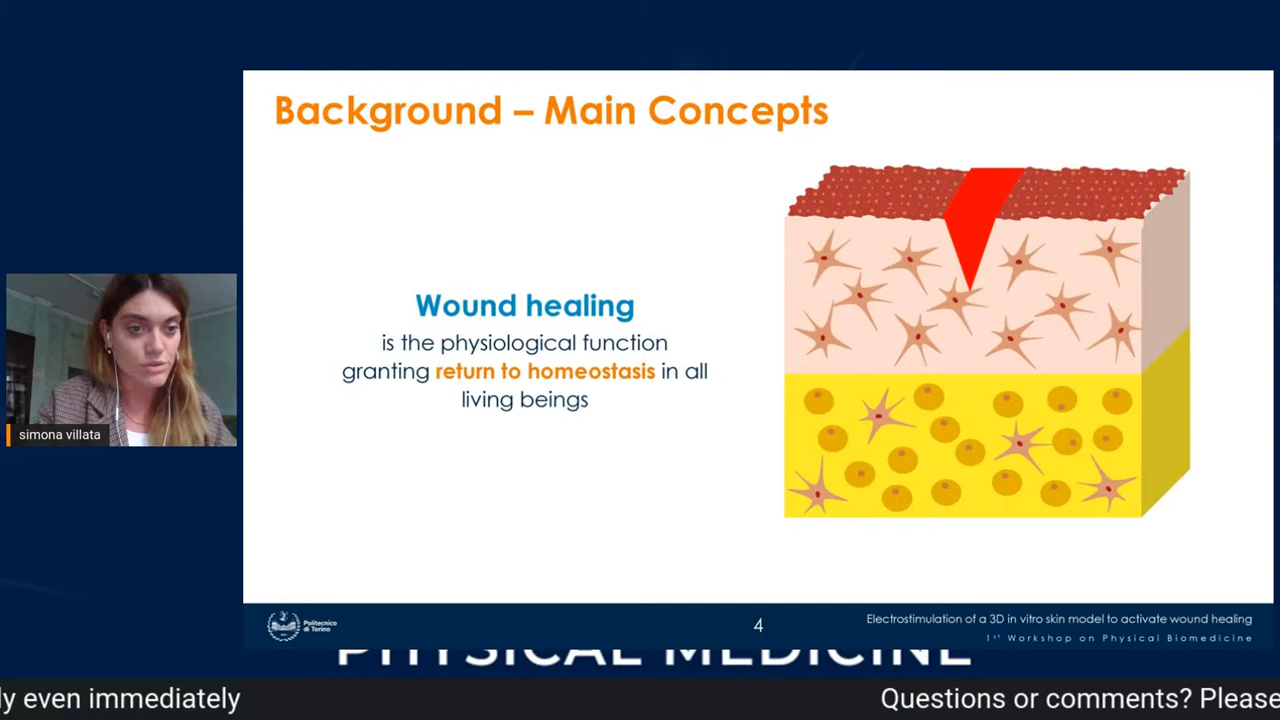 Background – Main Concepts
Wound healing
is the physiological function
granting return to homeostasis in all
living beings
simona villata
Politecnico
di Torino
4
Electrostimulation of a 3D in vitro skin model to activate wound healing
1st Workshop on Physical Biomedicine
PHYSICAL MEDICINE
ly even immediately
Questions or comments? Please